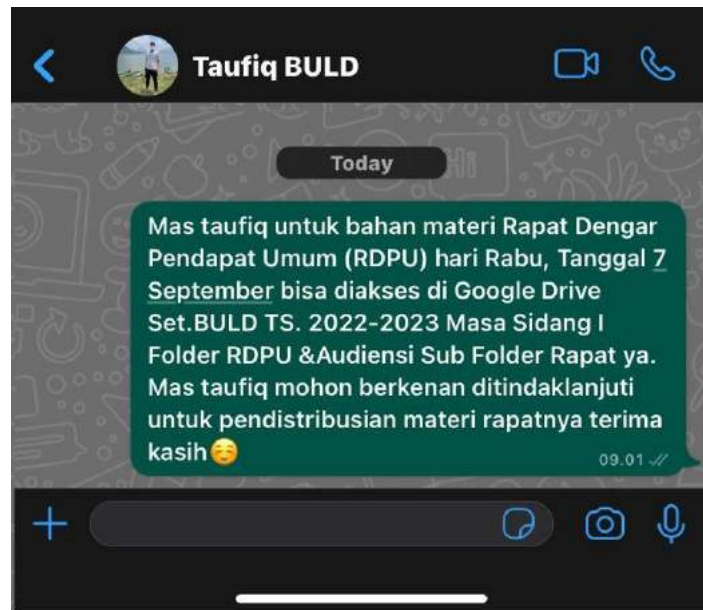 Taufiq BULD
Today
Mas taufiq untuk bahan materi Rapat Dengar
Pendapat Umum (RDPU) hari Rabu, Tanggal 7
September bisa diakses di Google Drive
Set.BULD TS. 2022-2023 Masa Sidang I
Folder RDPU &Audiensi Sub Folder Rapat ya.
Mas taufiq mohon berkenan ditindaklanjuti
untuk pendistribusian materi rapatnya terima
kasih☺️
09.01